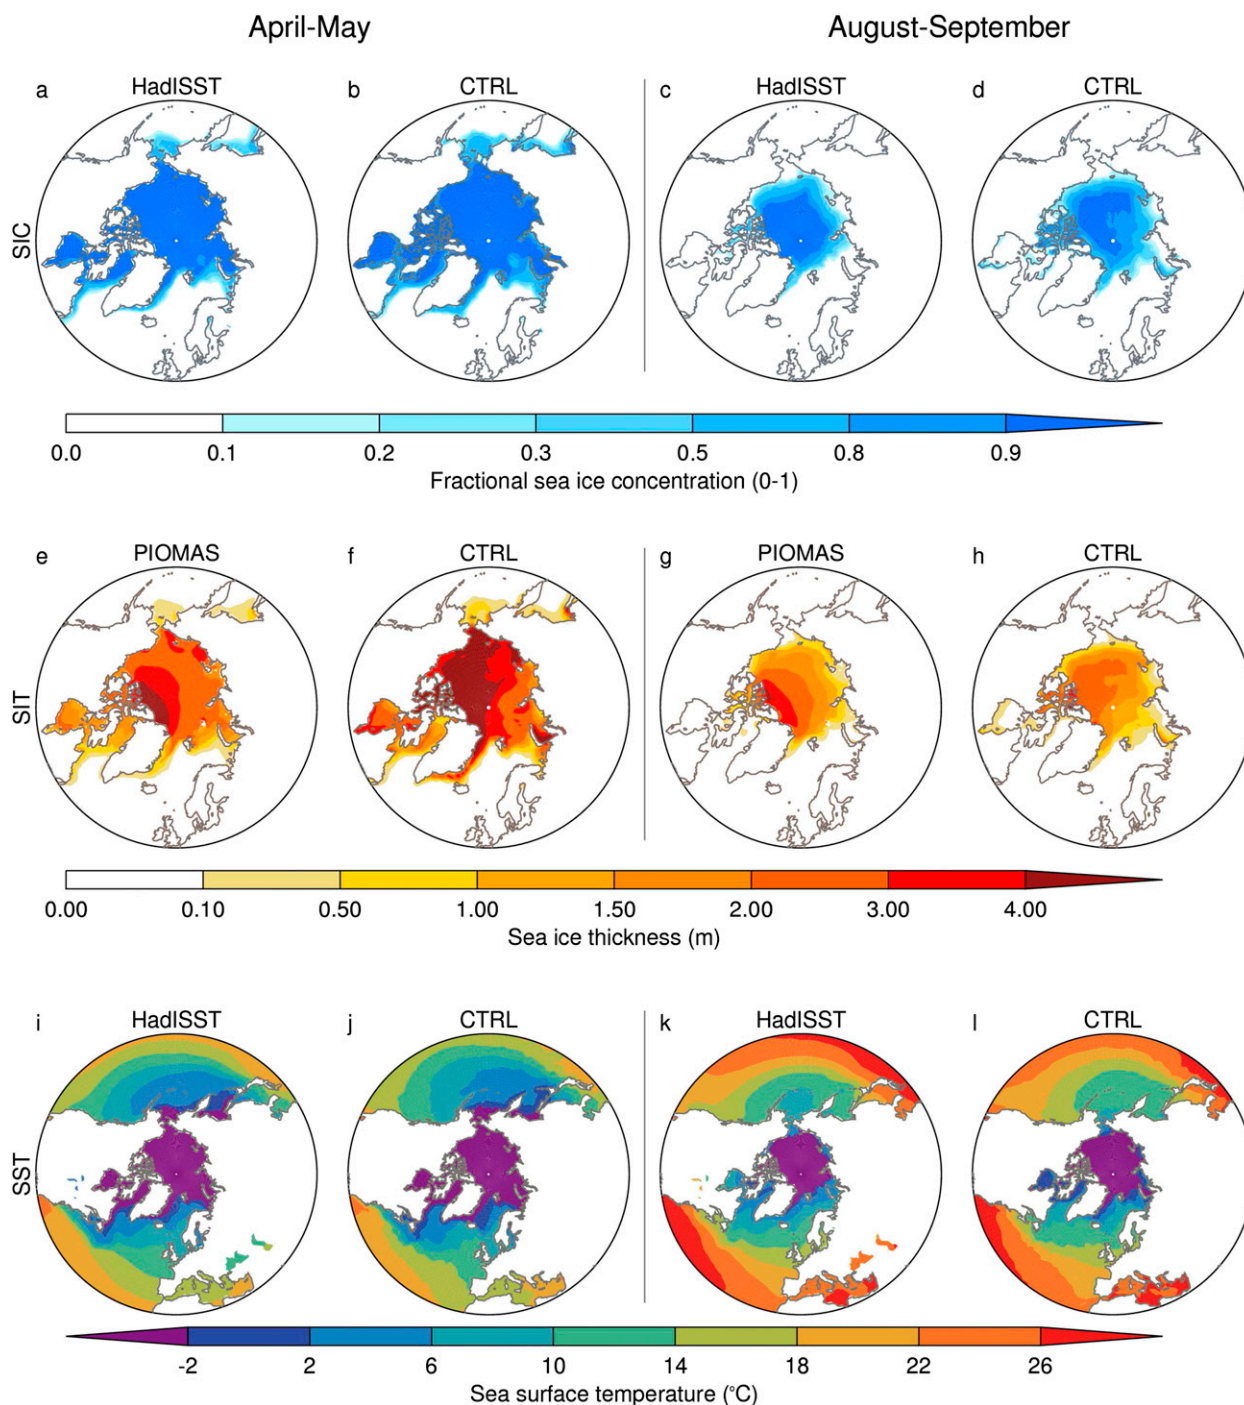 April-May August-September
a HadISST b CTRL c HadISST d CTRL
SIC
0.0 0.1 0.2 0.3 0.5 0.8 0.9
Fractional sea ice concentration (0-1)
e PIOMAS f CTRL g PIOMAS h CTRL
SIT
0.00 0.10 0.50 1.00 1.50 2.00 3.00 4.00
Sea ice thickness (m)
i HadISST j CTRL k HadISST l CTRL
SST
-2 2 6 10 14 18 22 26
Sea surface temperature (°C)